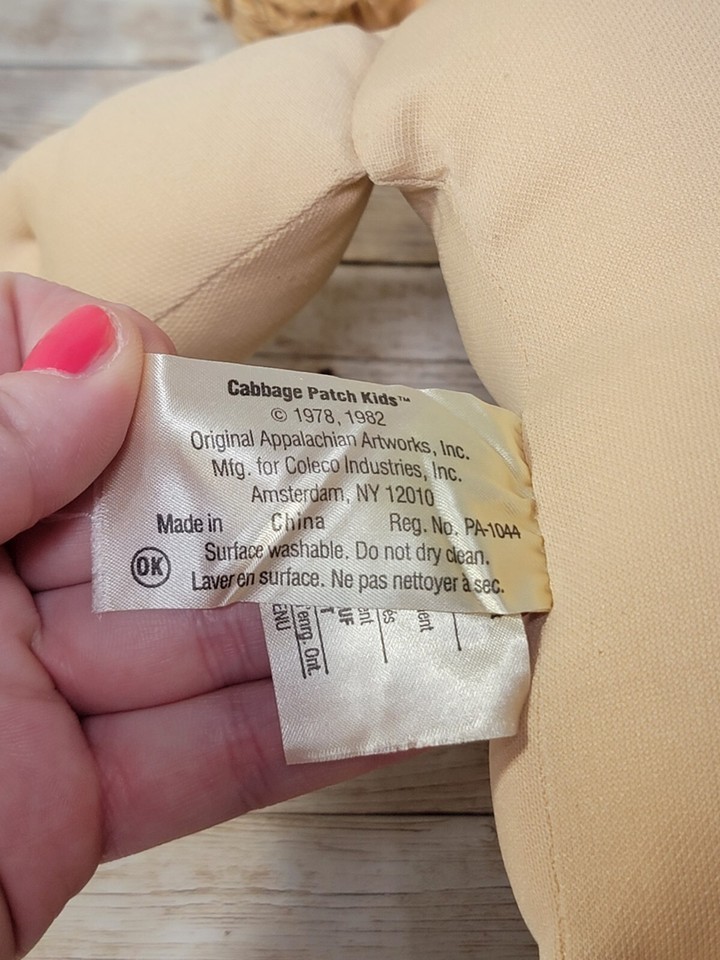 Cabbage Patch Kids™
© 1978, 1982
Original Appalachian Artworks, Inc.
Mfg. for Coleco Industries, Inc.
Amsterdam, NY 12010
Made in China Reg. No. PA-1044
Surface washable. Do not dry clean.
OK Laver en surface. Ne pas nettoyer à sec.
enrg. Ont.